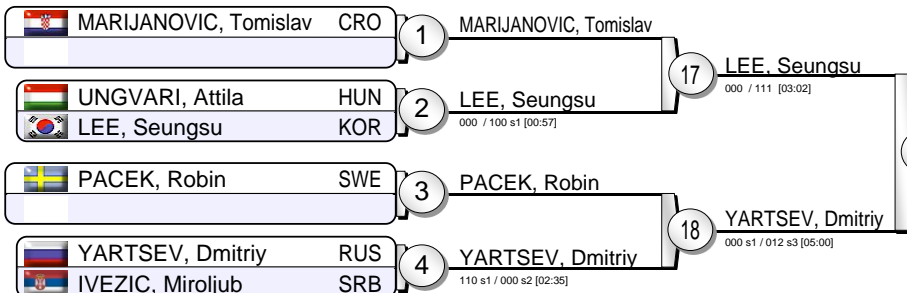 MARIJANOVIC, Tomislav CRO
1
MARIJANOVIC, Tomislav
UNGVARI, Attila HUN
LEE, Seungsu KOR
2
LEE, Seungsu
000 / 100 s1 [00:57]
17
LEE, Seungsu
000 / 111 [03:02]
PACEK, Robin SWE
3
PACEK, Robin
YARTSEV, Dmitriy RUS
IVEZIC, Miroljub SRB
4
YARTSEV, Dmitriy
110 s1 / 000 s2 [02:35]
18
YARTSEV, Dmitriy
000 s1 / 012 s3 [05:00]